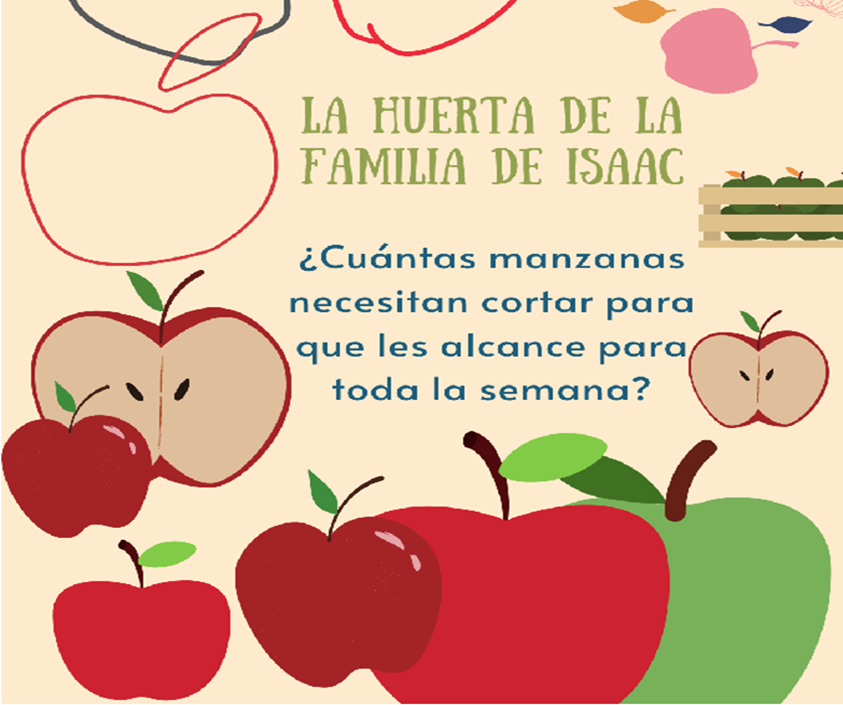 LA HUERTA DE LA
FAMILIA DE ISAAC
¿Cuántas manzanas
necesitan cortar para
que les alcance para
toda la semana?